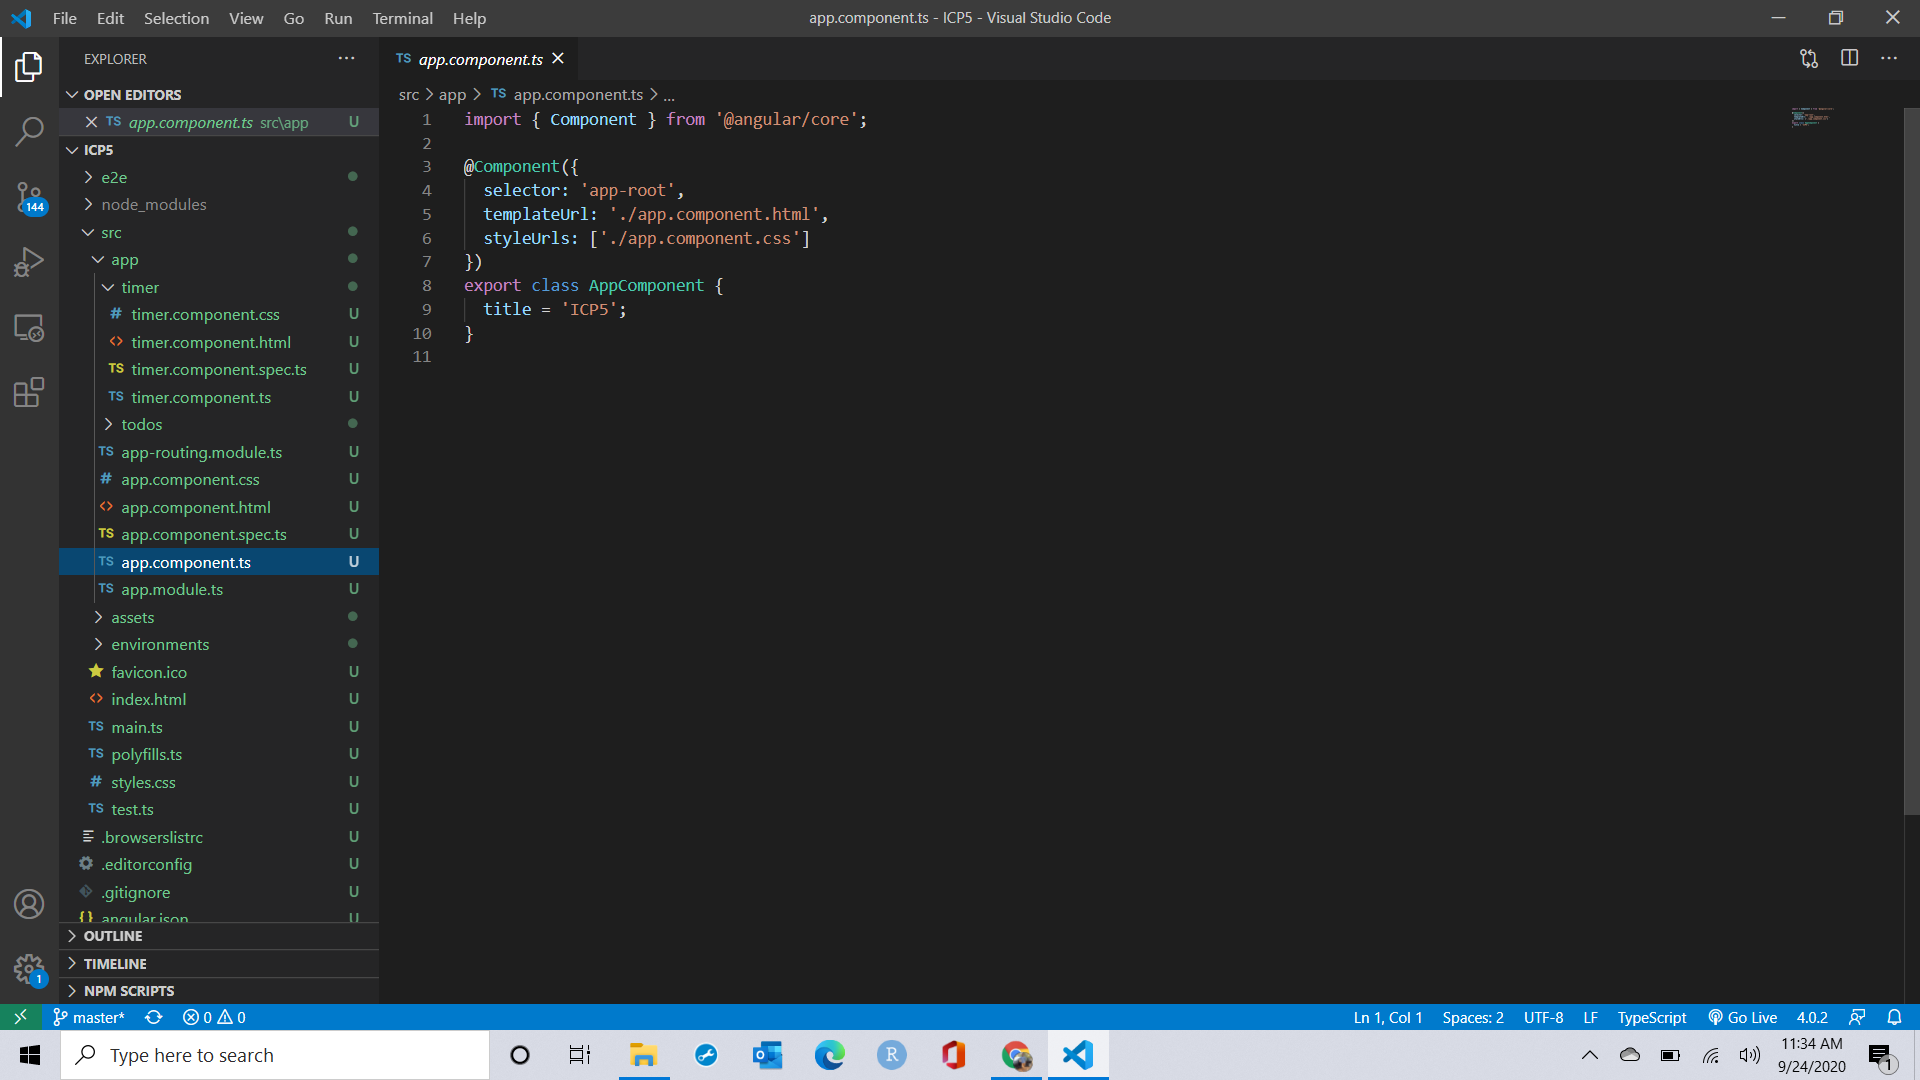 File Edit Selection View Go Run Terminal Help
app.component.ts - ICP5 - Visual Studio Code
EXPLORER
OPEN EDITORS
TS app.component.ts src\app U
ICP5
e2e
node_modules
src
app
timer
# timer.component.css U
<> timer.component.html U
TS timer.component.spec.ts U
TS timer.component.ts U
todos
TS app-routing.module.ts U
# app.component.css U
<> app.component.html U
TS app.component.spec.ts U
TS app.component.ts U
TS app.module.ts U
assets
environments
favicon.ico U
<> index.html U
TS main.ts U
TS polyfills.ts U
# styles.css U
TS test.ts U
.browserslistrc U
.editorconfig U
.gitignore U
{} angular.json U
OUTLINE
TIMELINE
NPM SCRIPTS
144
1
TS app.component.ts
src > app > TS app.component.ts > ...
1 import { Component } from '@angular/core';
2
3 @Component({
4 selector: 'app-root',
5 templateUrl: './app.component.html',
6 styleUrls: ['./app.component.css']
7 })
8 export class AppComponent {
9 title = 'ICP5';
10 }
11
master* 0 0
Ln 1, Col 1 Spaces: 2 UTF-8 LF TypeScript Go Live 4.0.2
Type here to search
R
11:34 AM
9/24/2020
1